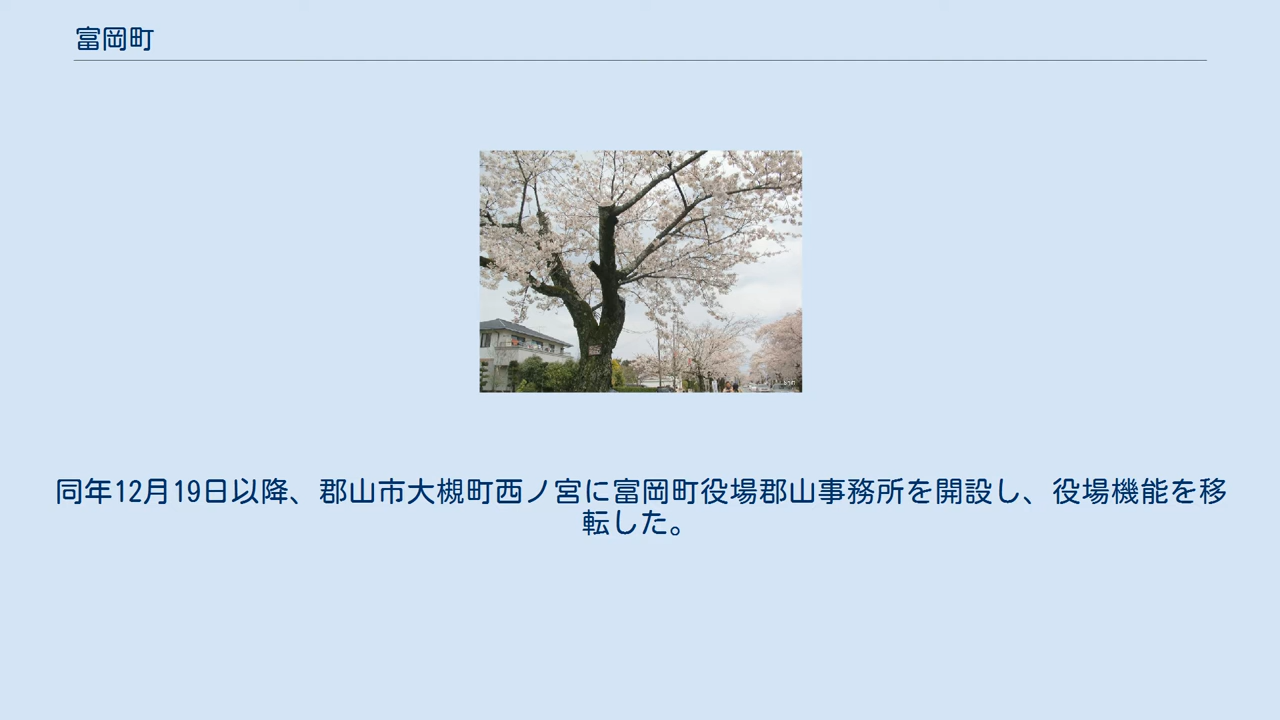 富岡町
同年12月19日以降、郡山市大槻町西ノ宮に富岡町役場郡山事務所を開設し、役場機能を移
転した。